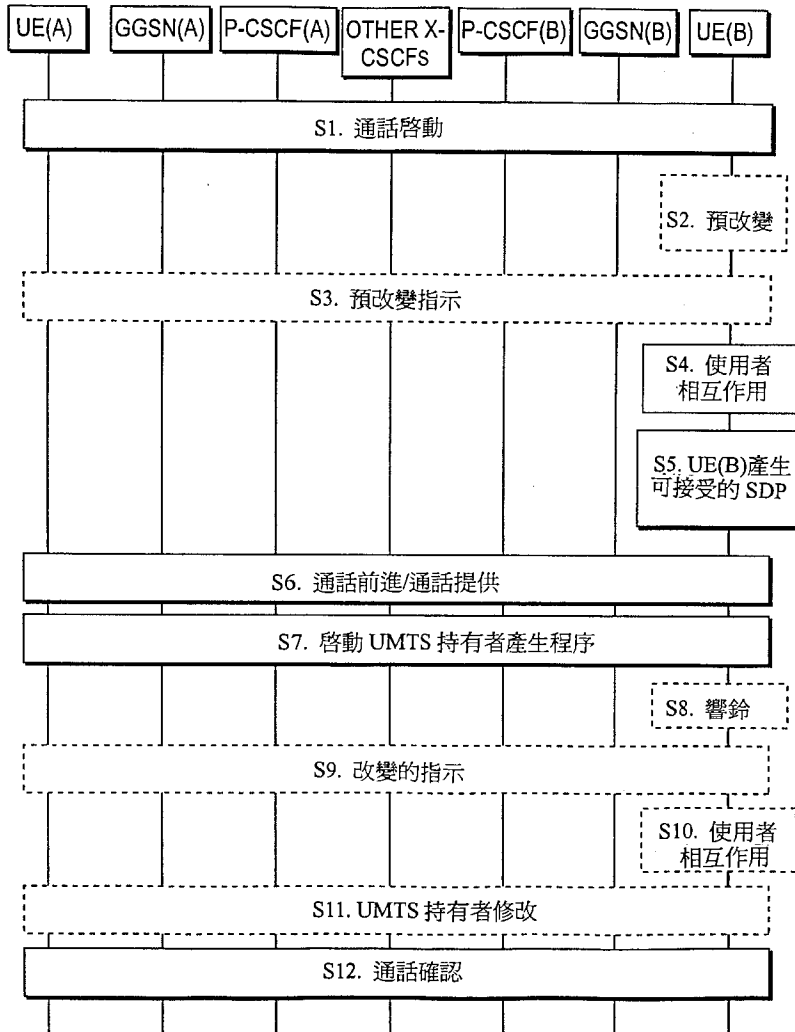 UE(A)
GGSN(A)
P-CSCF(A)
OTHER X-
CSCFs
P-CSCF(B)
GGSN(B)
UE(B)
S1. 通話啓動
S2. 預改變
S3. 預改變指示
S4. 使用者
相互作用
S5. UE(B)產生
可接受的 SDP
S6. 通話前進/通話提供
S7. 啓動 UMTS 持有者產生程序
S8. 響鈴
S9. 改變的指示
S10. 使用者
相互作用
S11. UMTS 持有者修改
S12. 通話確認